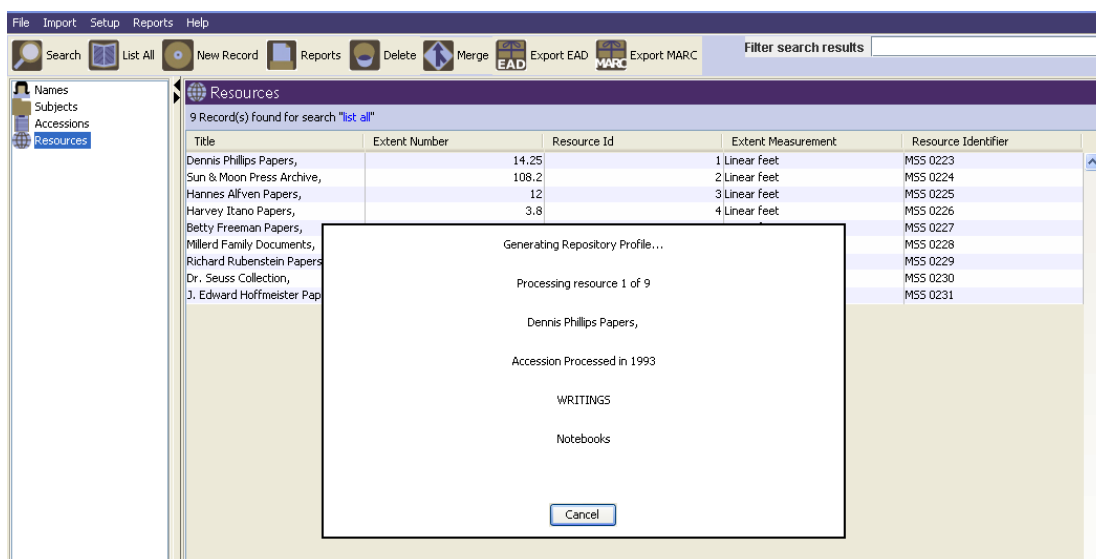 File Import Setup Reports Help
Search List All New Record Reports Delete Merge EAD Export EAD MARC Export MARC Filter search results
Names
Subjects
Accessions
Resources
Resources
9 Record(s) found for search "list all"
Title Extent Number Resource Id Extent Measurement Resource Identifier
Dennis Phillips Papers, 14.25 1 Linear feet MSS 0223
Sun & Moon Press Archive, 108.2 2 Linear feet MSS 0224
Hannes Alfven Papers, 12 3 Linear feet MSS 0225
Harvey Itano Papers, 3.8 4 Linear feet MSS 0226
Betty Freeman Papers, MSS 0227
Millerd Family Documents, MSS 0228
Richard Rubenstein Papers MSS 0229
Dr. Seuss Collection, MSS 0230
J. Edward Hoffmeister Pap MSS 0231
Generating Repository Profile...
Processing resource 1 of 9
Dennis Phillips Papers,
Accession Processed in 1993
WRITINGS
Notebooks
Cancel